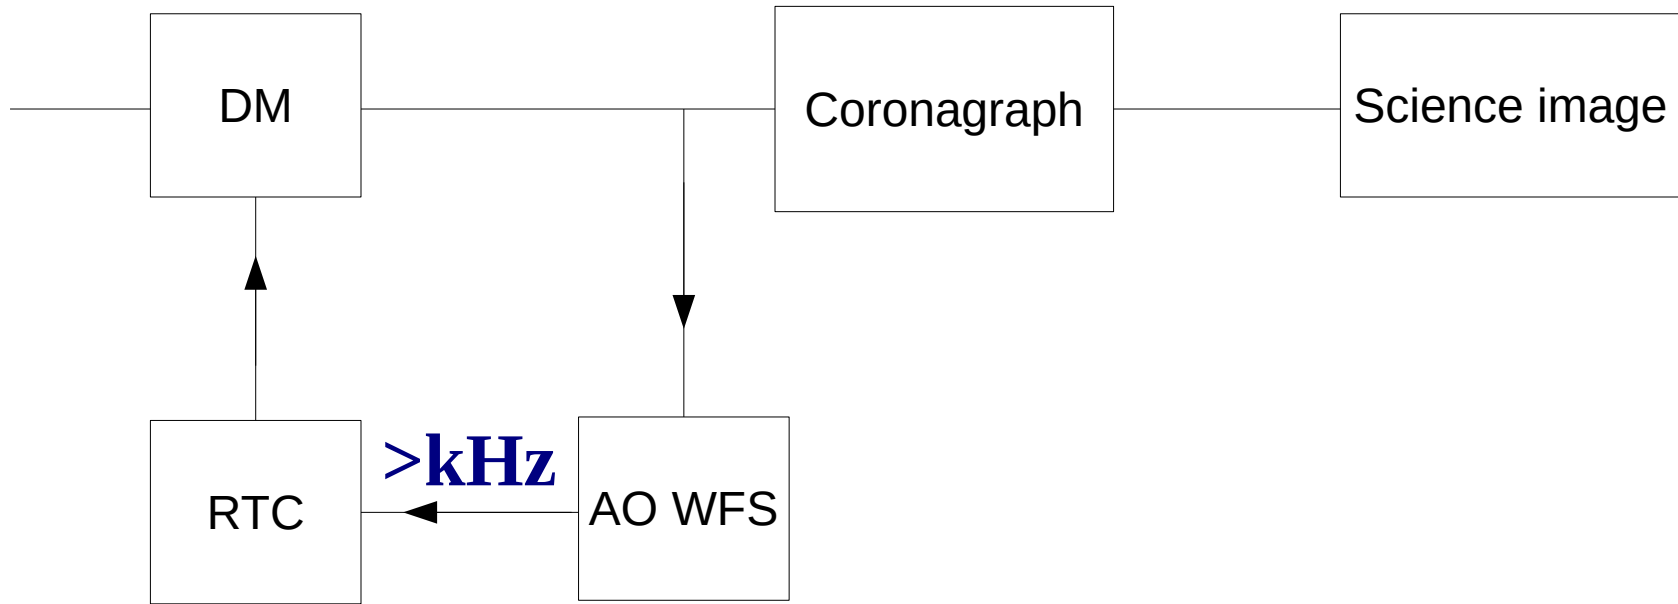 DM
Coronagraph
Science image
>kHz
RTC
AO WFS